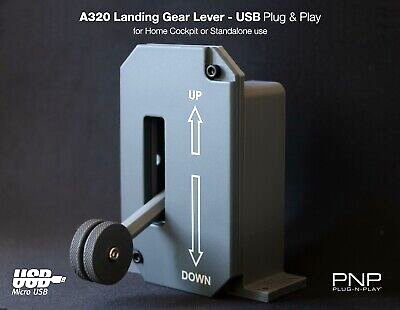 A320 Landing Gear Lever - USB Plug & Play
for Home Cockpit or Standalone use
UP
DOWN
USB
Micro USB
PNP
PLUG-N-PLAY